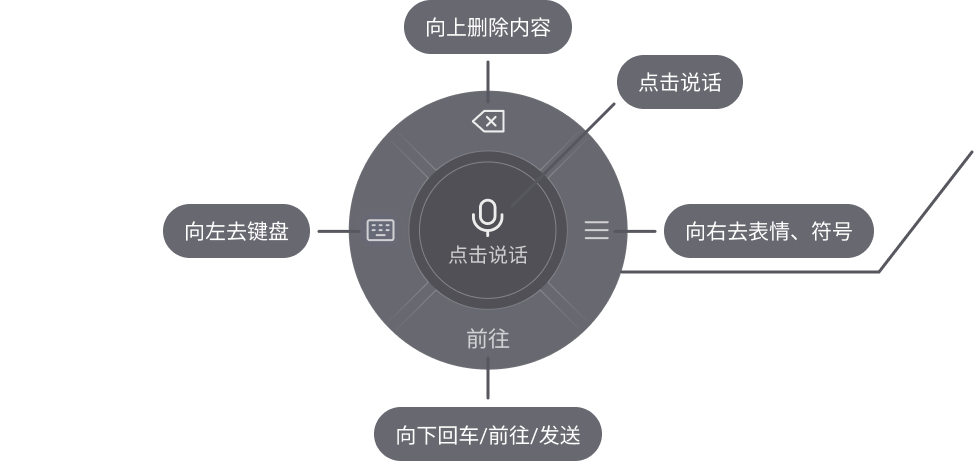 向上删除内容
点击说话
向左去键盘
点击说话
向右去表情、符号
前往
向下回车/前往/发送